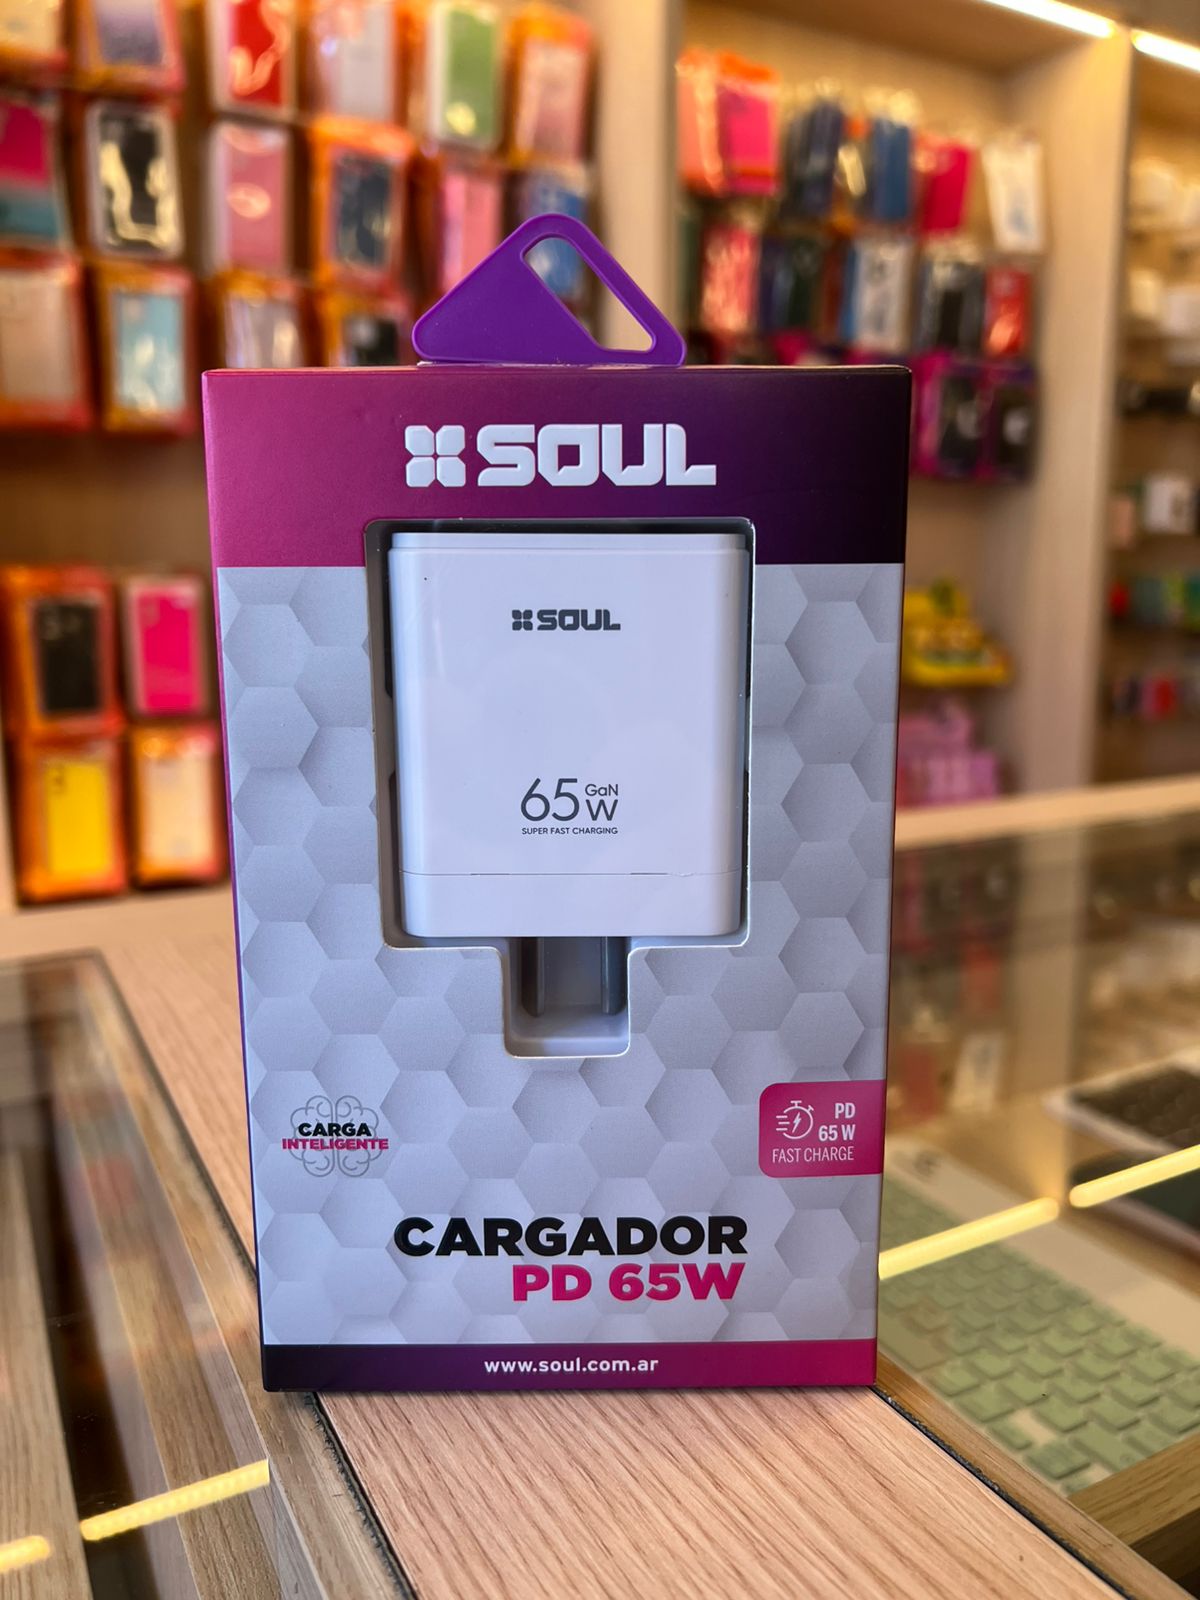 SOUL
SOUL
65W GaN
SUPER FAST CHARGING
CARGA
INTELIGENTE
PD
65 W
FAST CHARGE
CARGADOR
PD 65W
www.soul.com.ar